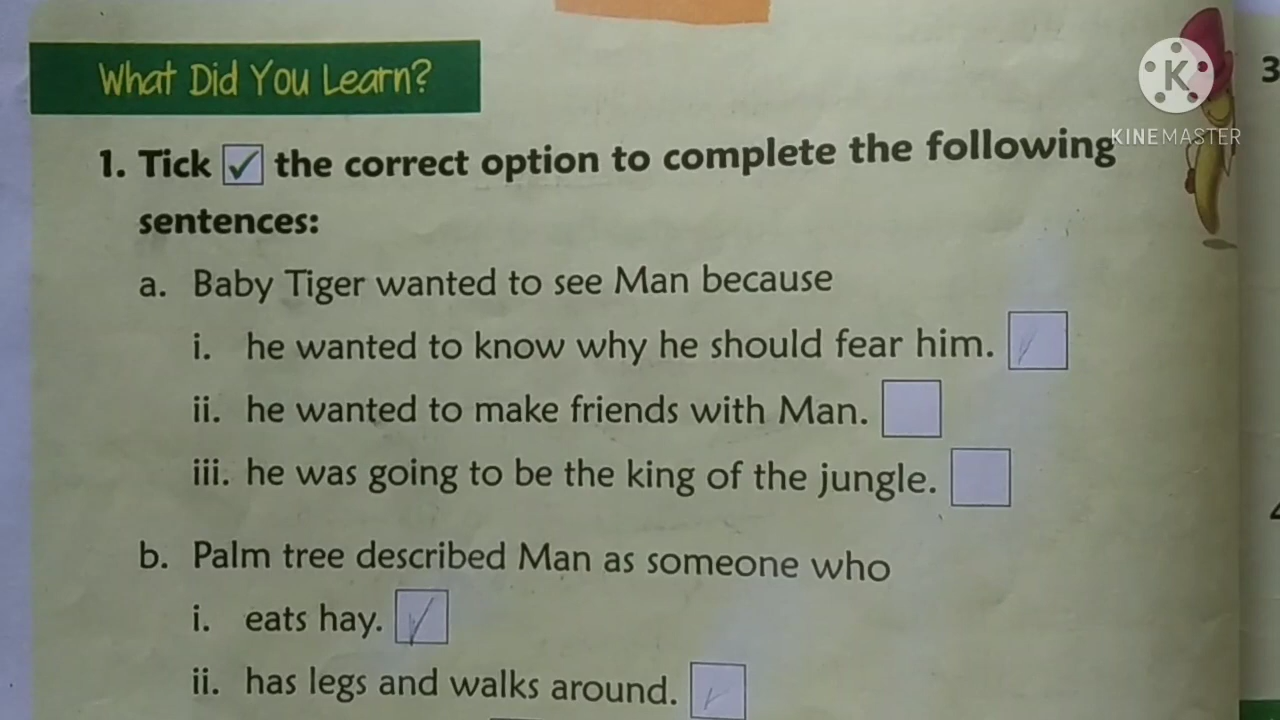 What Did You Learn?
K
KINEMASTER
3
1. Tick ✓ the correct option to complete the following
sentences:
a. Baby Tiger wanted to see Man because
i. he wanted to know why he should fear him.
ii. he wanted to make friends with Man.
iii. he was going to be the king of the jungle.
b. Palm tree described Man as someone who
i. eats hay.
ii. has legs and walks around.